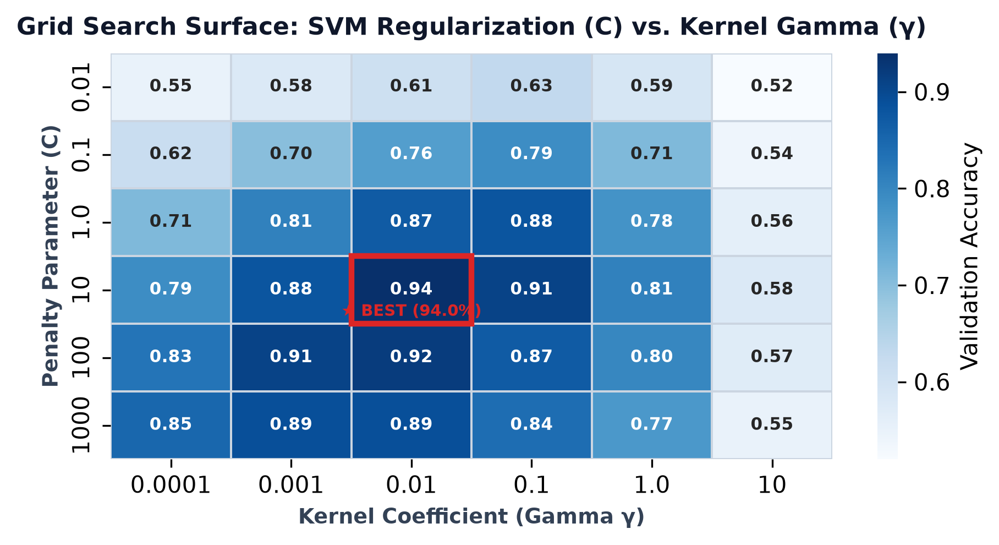 Grid Search Surface: SVM Regularization (C) vs. Kernel Gamma (γ)
Penalty Parameter (C)
0.01 0.55 0.58 0.61 0.63 0.59 0.52
0.1 0.62 0.70 0.76 0.79 0.71 0.54
1.0 0.71 0.81 0.87 0.88 0.78 0.56
10 0.79 0.88 0.94 0.91 0.81 0.58
★ BEST (94.0%)
100 0.83 0.91 0.92 0.87 0.80 0.57
1000 0.85 0.89 0.89 0.84 0.77 0.55
0.0001 0.001 0.01 0.1 1.0 10
Kernel Coefficient (Gamma γ)
0.9
0.8
0.7
0.6
Validation Accuracy